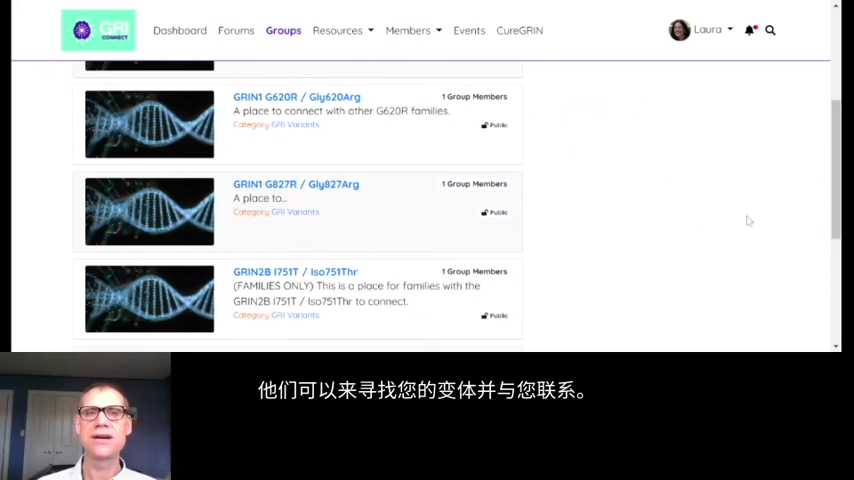 GRI
CONNECT
Dashboard Forums Groups Resources Members Events CureGRIN Laura
GRIN1 G620R / Gly620Arg 1 Group Members
A place to connect with other G620R families.
Category GRI Variants Public
GRIN1 G827R / Gly827Arg 1 Group Members
A place to...
Category GRI Variants Public
GRIN2B I751T / Iso751Thr 1 Group Members
(FAMILIES ONLY) This is a place for families with the
GRIN2B I751T / Iso751Thr to connect.
Category GRI Variants Public
他们可以来寻找您的变体并与您联系。